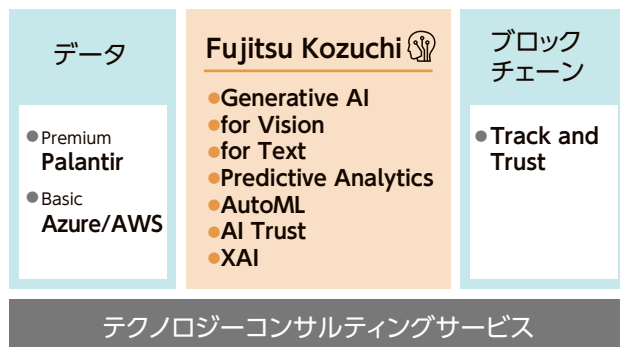 データ
●Premium
Palantir
●Basic
Azure/AWS
Fujitsu Kozuchi
●Generative AI
●for Vision
●for Text
●Predictive Analytics
●AutoML
●AI Trust
●XAI
ブロック
チェーン
●Track and
Trust
テクノロジーコンサルティングサービス